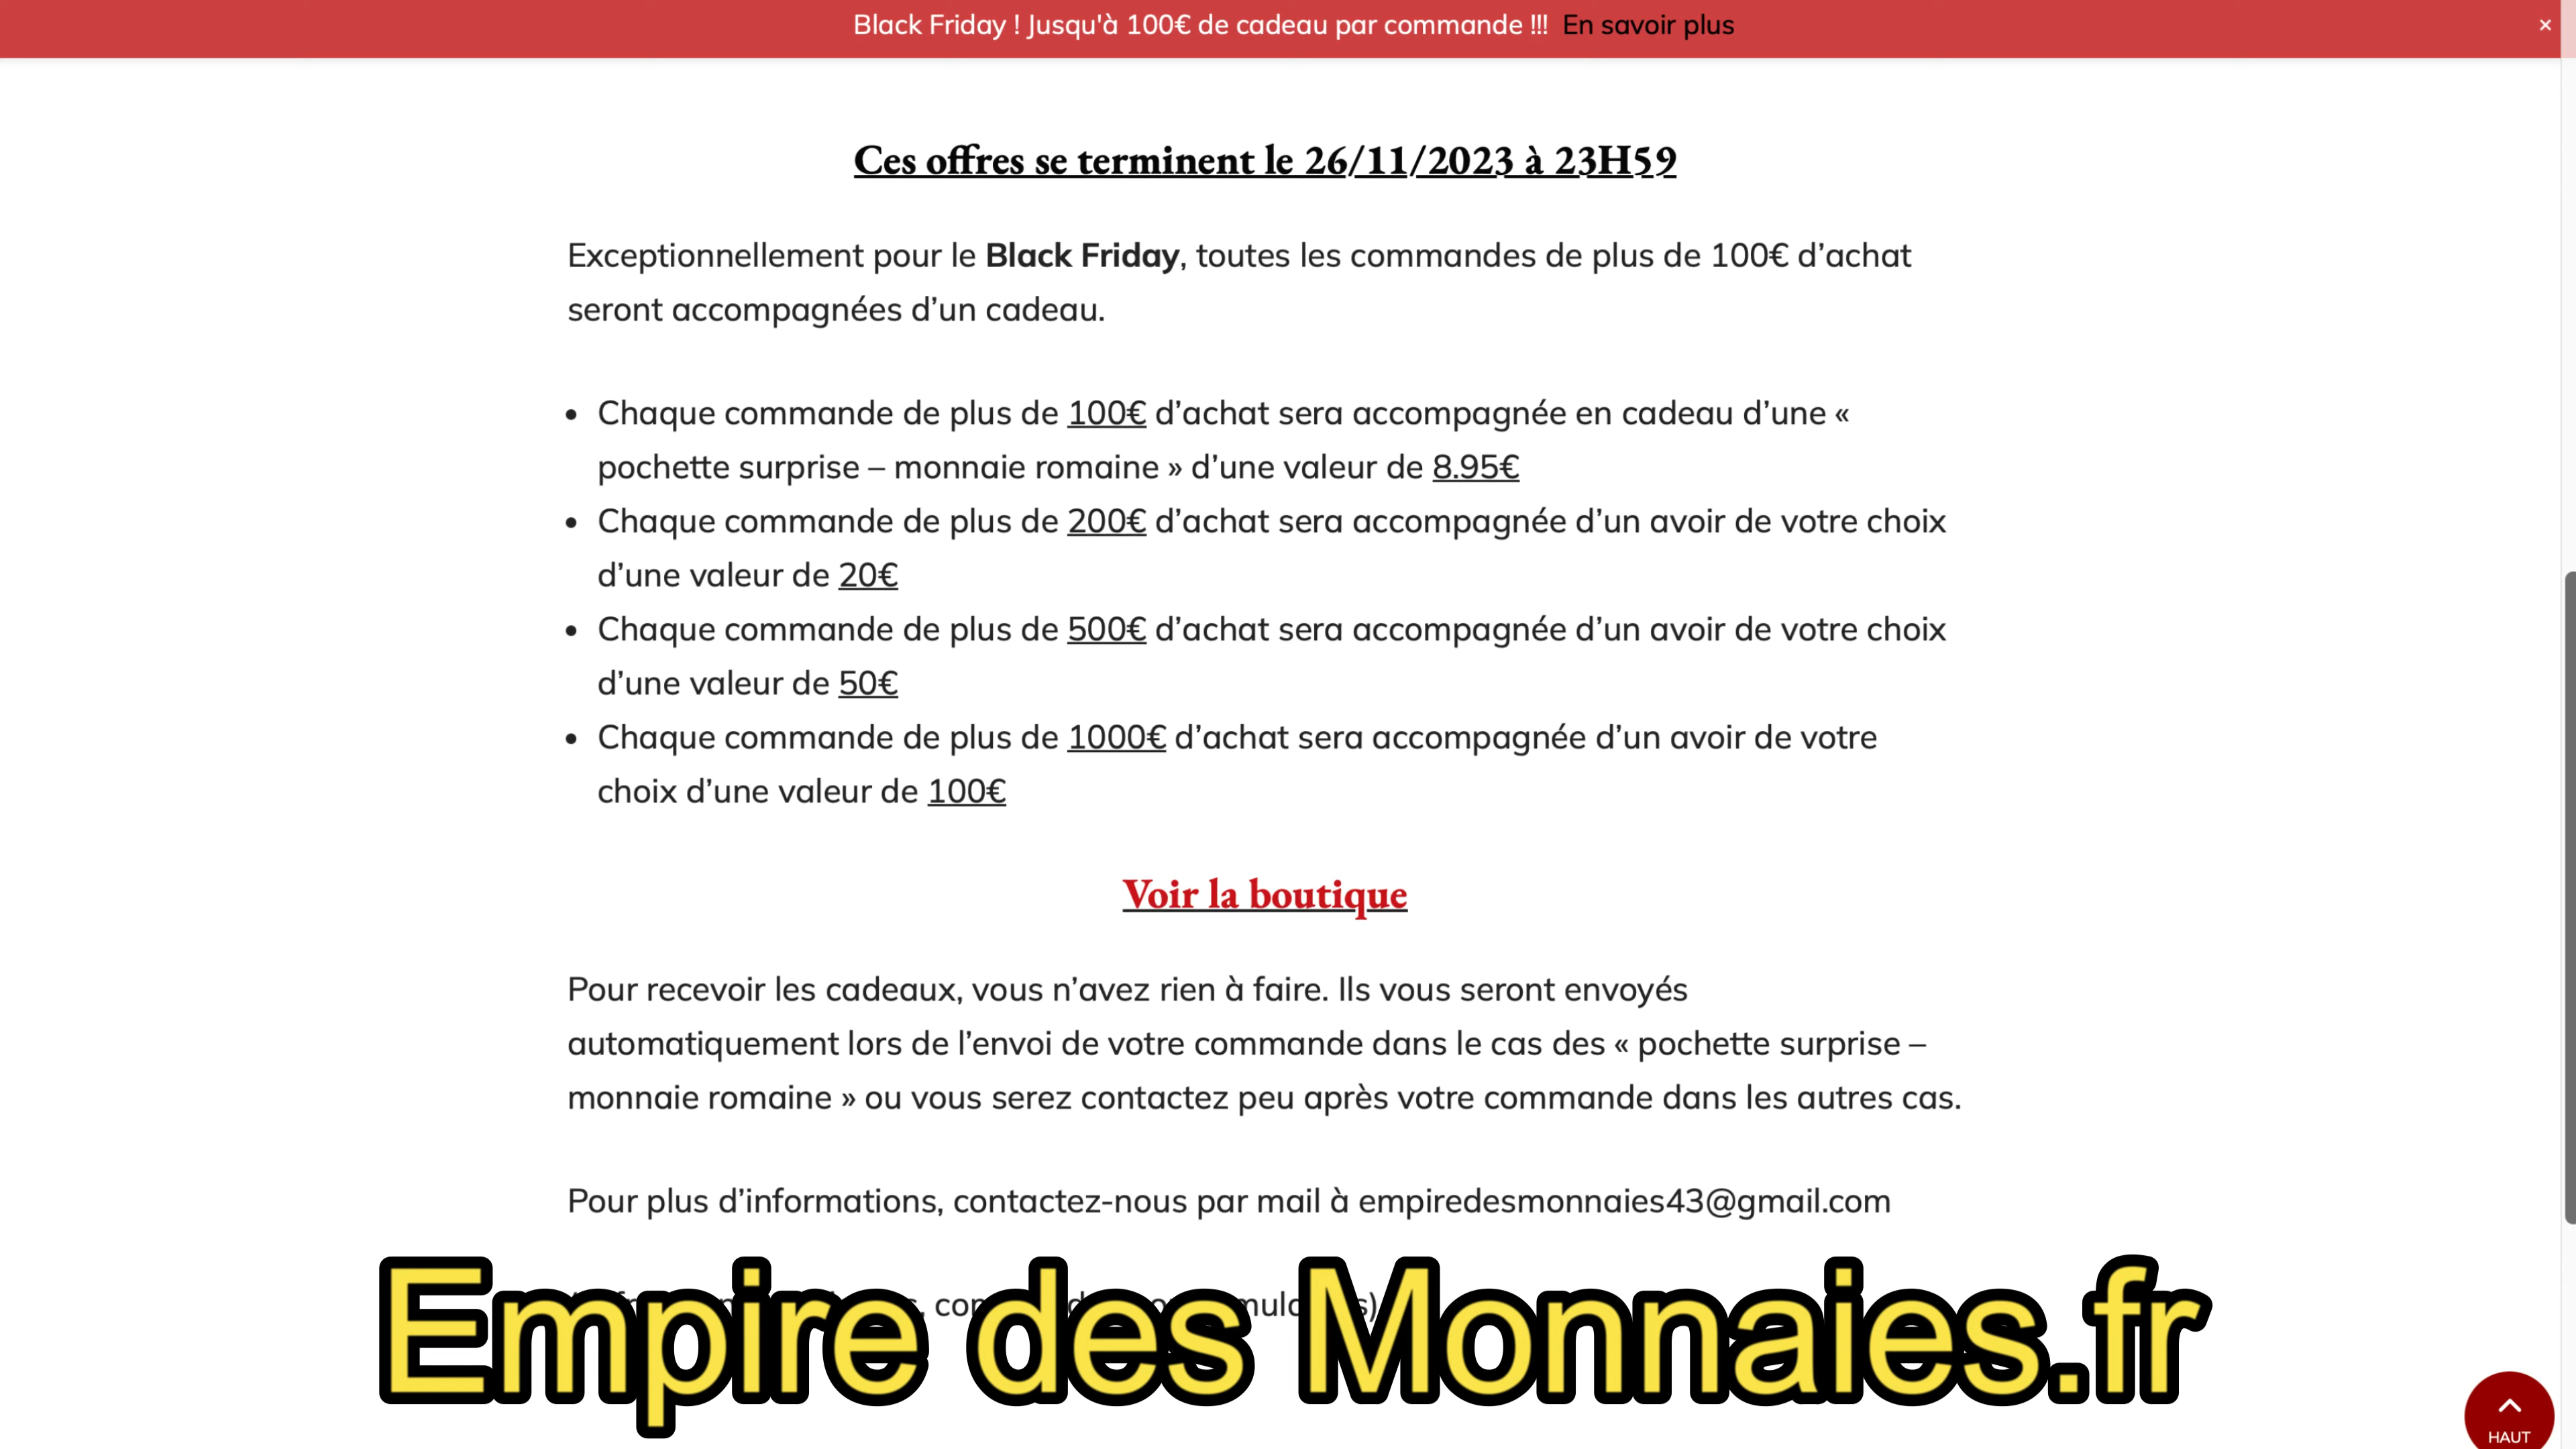 Black Friday ! Jusqu'à 100€ de cadeau par commande !!! En savoir plus ×
Ces offres se terminent le 26/11/2023 à 23H59
Exceptionnellement pour le Black Friday, toutes les commandes de plus de 100€ d’achat
seront accompagnées d’un cadeau.
• Chaque commande de plus de 100€ d’achat sera accompagnée en cadeau d’une «
pochette surprise – monnaie romaine » d’une valeur de 8.95€
• Chaque commande de plus de 200€ d’achat sera accompagnée d’un avoir de votre choix
d’une valeur de 20€
• Chaque commande de plus de 500€ d’achat sera accompagnée d’un avoir de votre choix
d’une valeur de 50€
• Chaque commande de plus de 1000€ d’achat sera accompagnée d’un avoir de votre
choix d’une valeur de 100€
Voir la boutique
Pour recevoir les cadeaux, vous n’avez rien à faire. Ils vous seront envoyés
automatiquement lors de l’envoi de votre commande dans le cas des « pochette surprise –
monnaie romaine » ou vous serez contactez peu après votre commande dans les autres cas.
Pour plus d’informations, contactez-nous par mail à empiredesmonnaies43@gmail.com
Empire des Monnaies.fr
HAUT